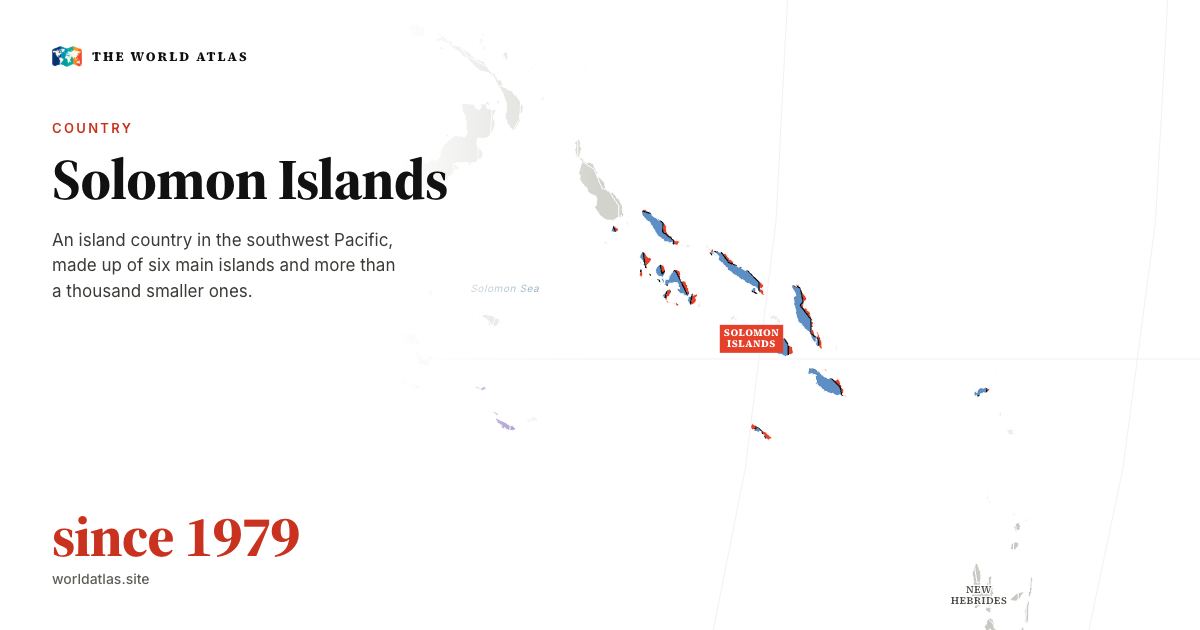 THE WORLD ATLAS
COUNTRY
Solomon Islands
An island country in the southwest Pacific,
made up of six main islands and more than
a thousand smaller ones.
Solomon Sea
SOLOMON
ISLANDS
since 1979
worldatlas.site
NEW
HEBRIDES